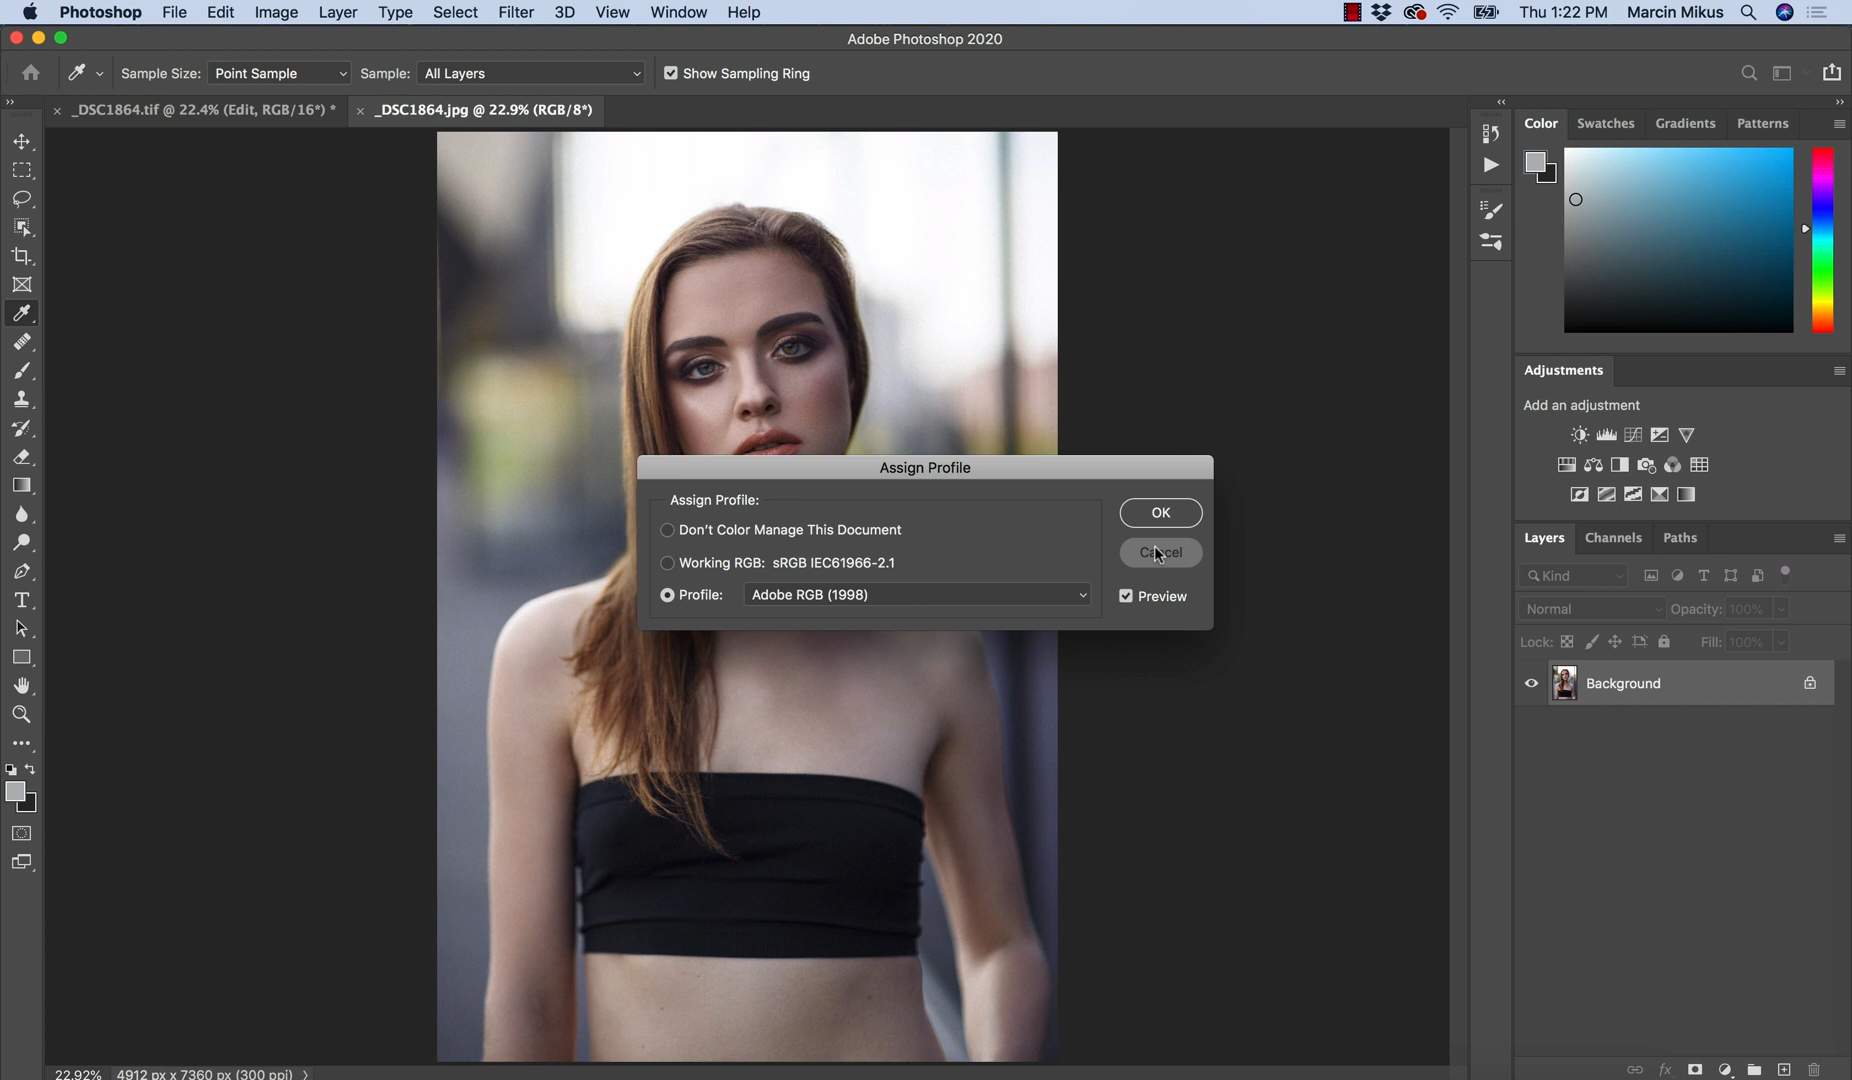 Photoshop File Edit Image Layer Type Select Filter 3D View Window Help Thu 1:22 PM Marcin Mikus
Adobe Photoshop 2020
Sample Size: Point Sample Sample: All Layers Show Sampling Ring
_DSC1864.tif @ 22.4% (Edit, RGB/16*) * _DSC1864.jpg @ 22.9% (RGB/8*)
Color Swatches Gradients Patterns
Adjustments
Add an adjustment
Assign Profile
Assign Profile:
OK
Don't Color Manage This Document
Cancel
Working RGB: sRGB IEC61966-2.1
Profile: Adobe RGB (1998)
Preview
Layers Channels Paths
Kind
Normal Opacity: 100%
Lock: Fill: 100%
Background
22.92% 4912 px x 7360 px (300 ppi)
fx